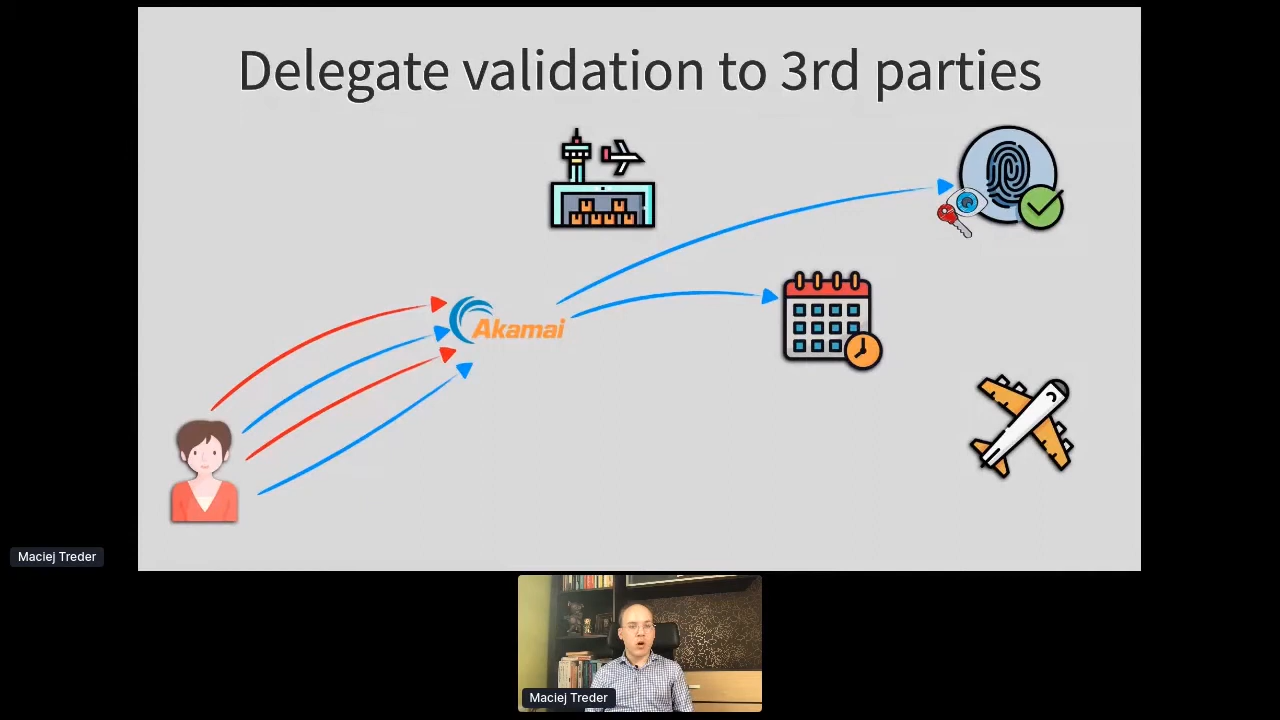 Delegate validation to 3rd parties
Akamai
Maciej Treder
Maciej Treder